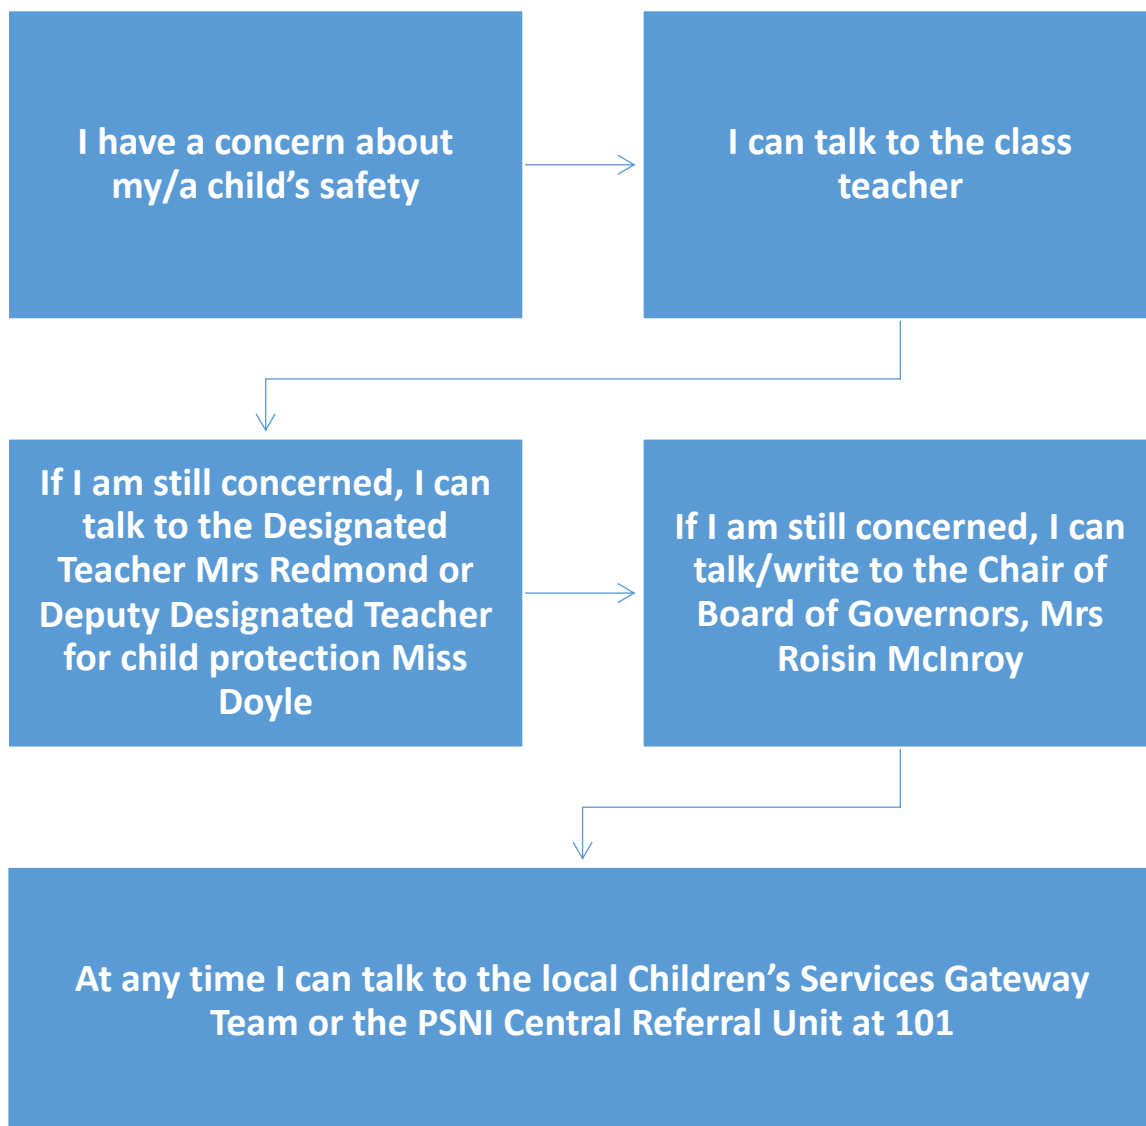 I have a concern about
my/a child’s safety
I can talk to the class
teacher
If I am still concerned, I can
talk to the Designated
Teacher Mrs Redmond or
Deputy Designated Teacher
for child protection Miss
Doyle
If I am still concerned, I can
talk/write to the Chair of
Board of Governors, Mrs
Roisin McInroy
At any time I can talk to the local Children’s Services Gateway
Team or the PSNI Central Referral Unit at 101